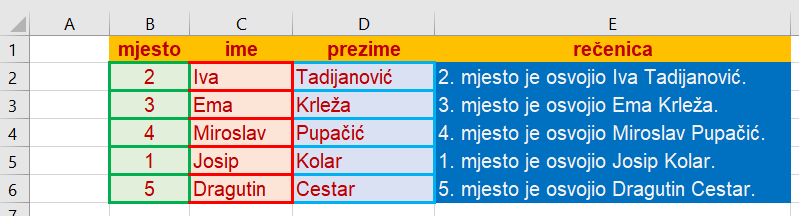 A B C D E
1 mjesto ime prezime rečenica
2 2 Iva Tadijanović 2. mjesto je osvojio Iva Tadijanović.
3 3 Ema Krleža 3. mjesto je osvojio Ema Krleža.
4 4 Miroslav Pupačić 4. mjesto je osvojio Miroslav Pupačić.
5 1 Josip Kolar 1. mjesto je osvojio Josip Kolar.
6 5 Dragutin Cestar 5. mjesto je osvojio Dragutin Cestar.